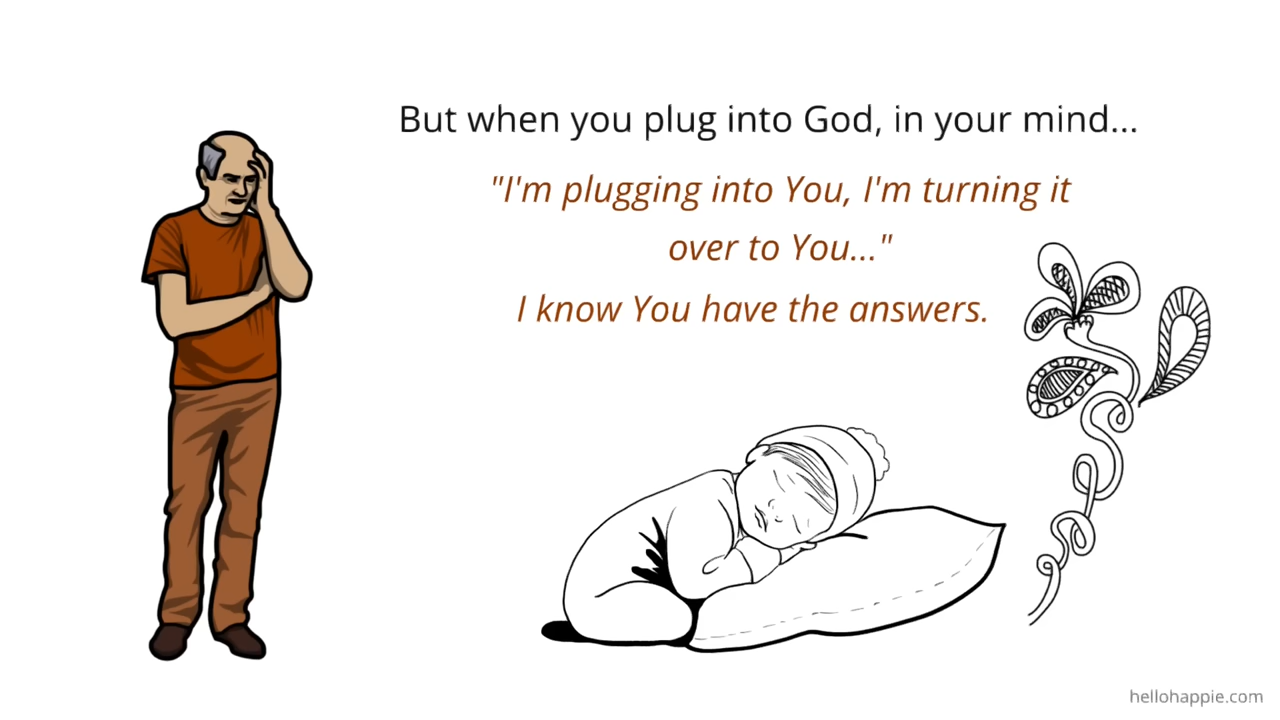 But when you plug into God, in your mind...
"I'm plugging into You, I'm turning it
over to You..."
I know You have the answers.
hellohappie.com